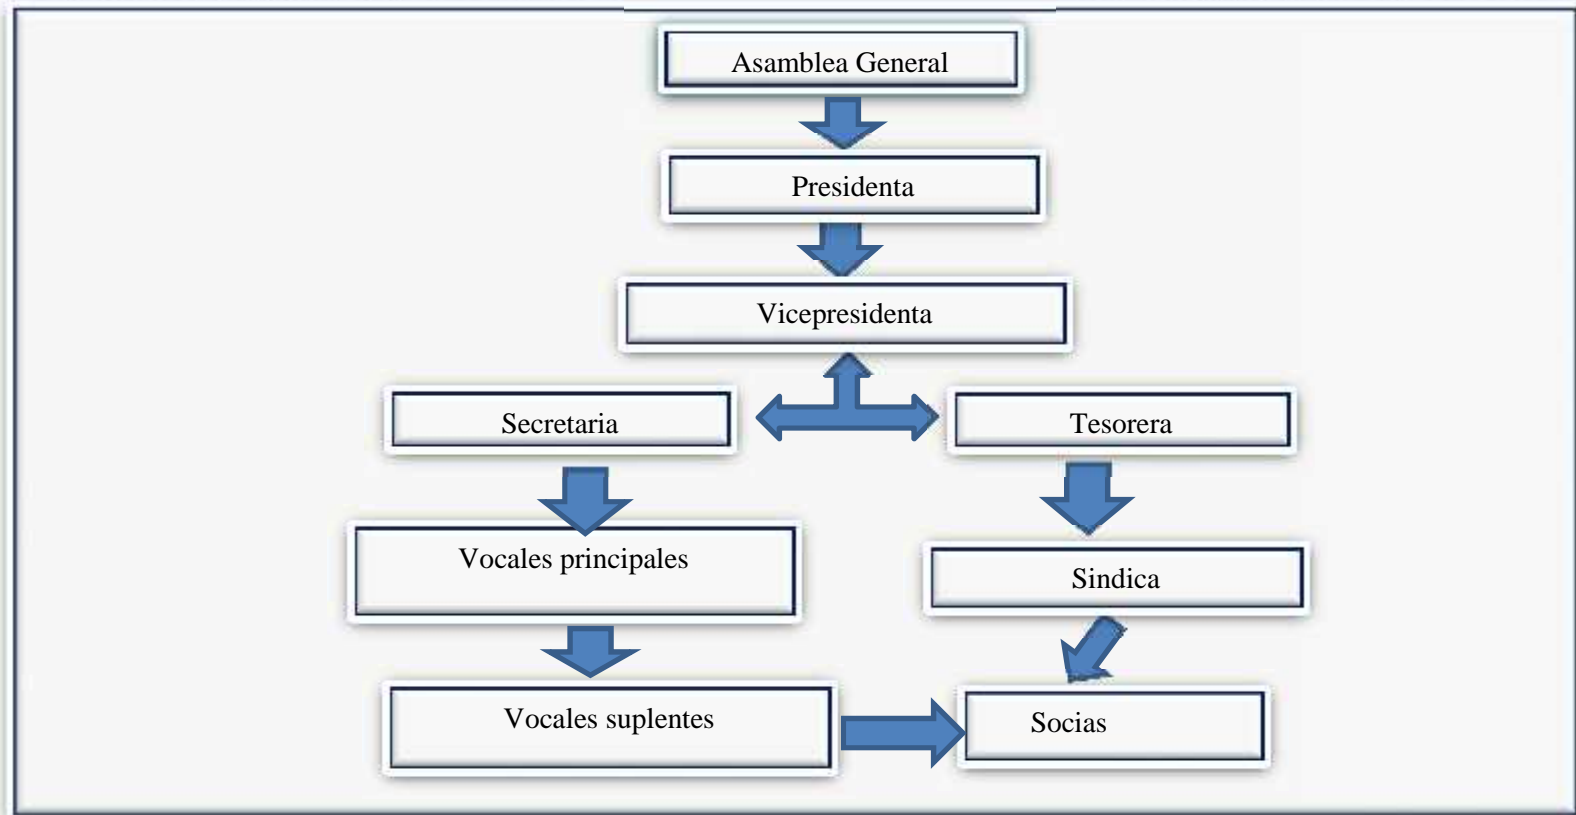 Asamblea General
Presidenta
Vicepresidenta
Secretaria
Tesorera
Vocales principales
Sindica
Vocales suplentes
Socias